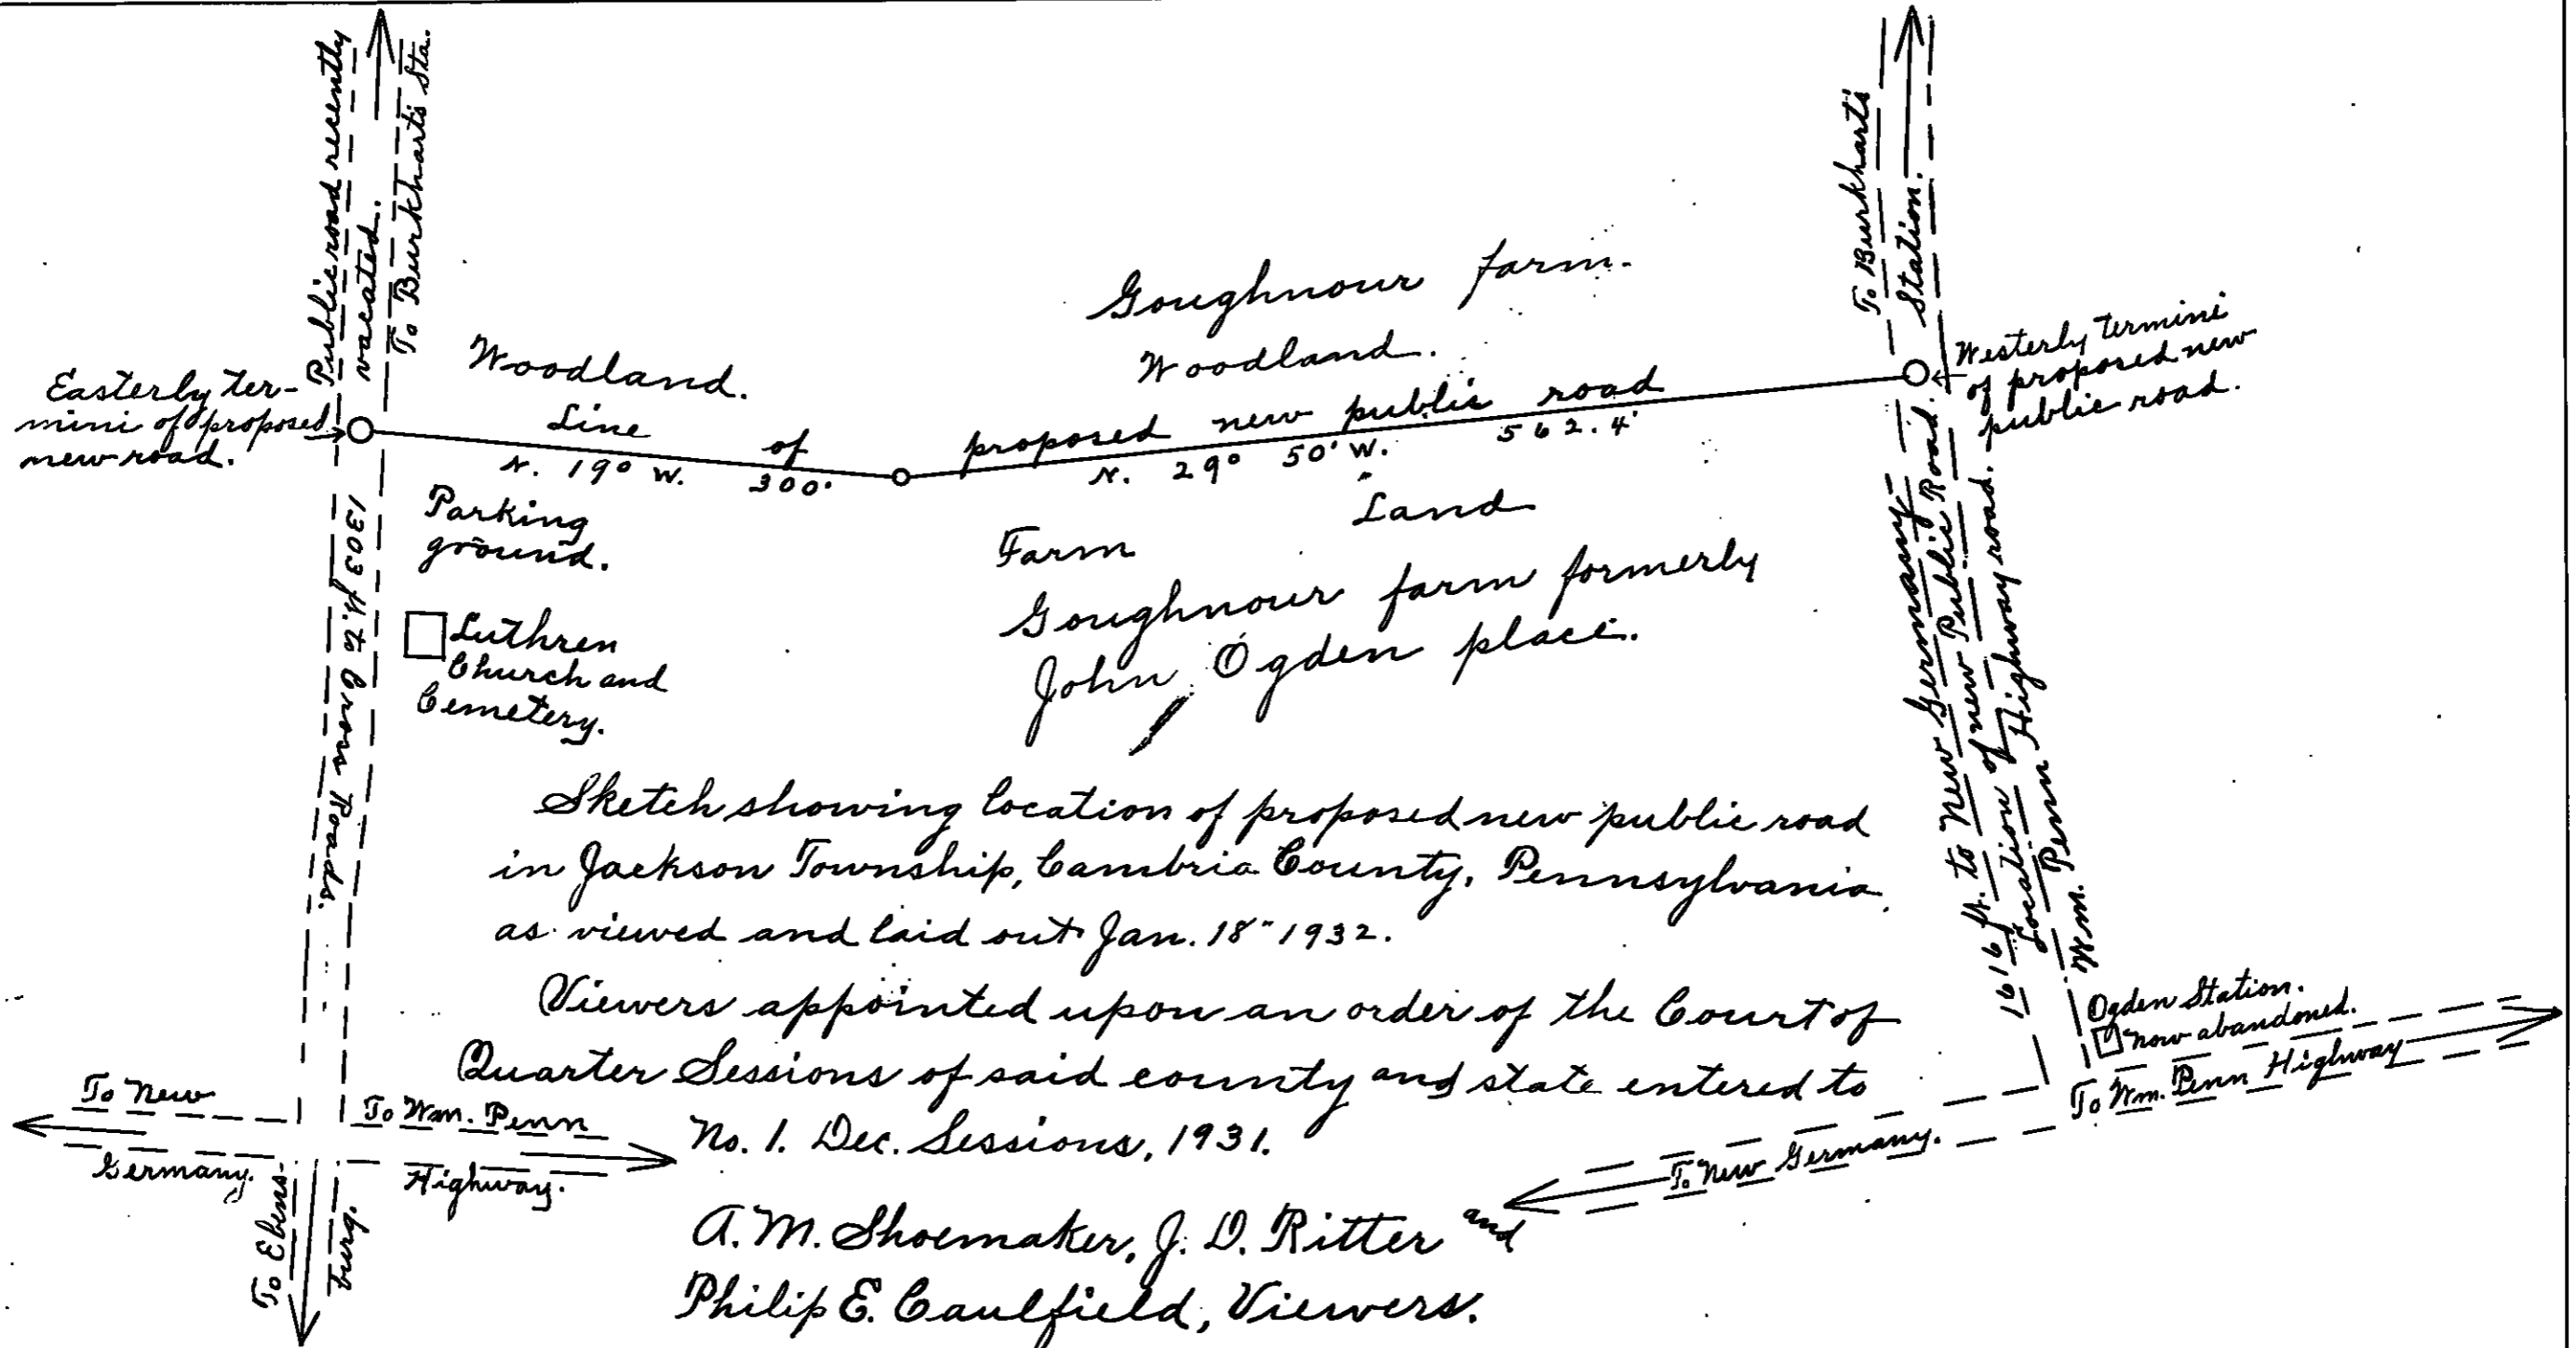 Public road recently
vacated.
To Burkharts Sta.
To Burkharts
Station.
Goughnour farm.
Woodland.
Woodland.
Easterly ter-
mini of proposed
new road.
Westerly termini
of proposed new
public road.
Line of proposed new public road
N. 19° W. 300' N. 29° 50' W. 562.4'
Parking
ground.
Farm Land
Goughnour farm formerly
John Ogden place.
Luthren
Church and
Cemetery.
1303 ft. to Cross Roads.
1616 ft. to New Germany
Location of new Public Road.
Wm. Penn Highway road.
Sketch showing location of proposed new public road
in Jackson Township, Cambria County, Pennsylvania
as viewed and laid out Jan. 18" 1932.
Viewers appointed upon an order of the Court of
Quarter Sessions of said county and state entered to
No. 1. Dec. Sessions, 1931.
A. M. Shoemaker, J. D. Ritter and
Philip E. Caulfield, Viewers.
Ogden Station.
now abandoned.
To Wm. Penn Highway
To New Germany.
To New
Germany.
To Wm. Penn
Highway.
To Ebens-
burg.